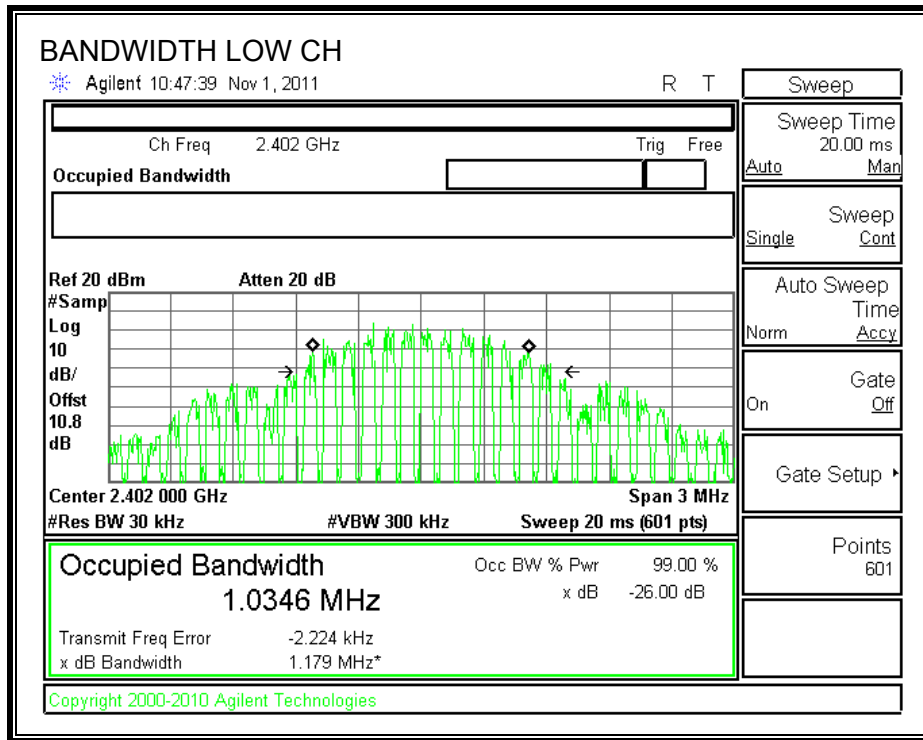 BANDWIDTH LOW CH
Agilent 10:47:39 Nov 1, 2011 R T
Ch Freq 2.402 GHz Trig Free
Occupied Bandwidth
Ref 20 dBm Atten 20 dB
#Samp
Log
10
dB/
Offst
10.8
dB
Center 2.402 000 GHz Span 3 MHz
#Res BW 30 kHz #VBW 300 kHz Sweep 20 ms (601 pts)
Occupied Bandwidth
1.0346 MHz
Occ BW % Pwr 99.00 %
x dB -26.00 dB
Transmit Freq Error -2.224 kHz
x dB Bandwidth 1.179 MHz*
Copyright 2000-2010 Agilent Technologies
Sweep
Sweep Time
20.00 ms
Auto Man
Sweep
Single Cont
Auto Sweep
Time
Norm Accy
Gate
On Off
Gate Setup
Points
601